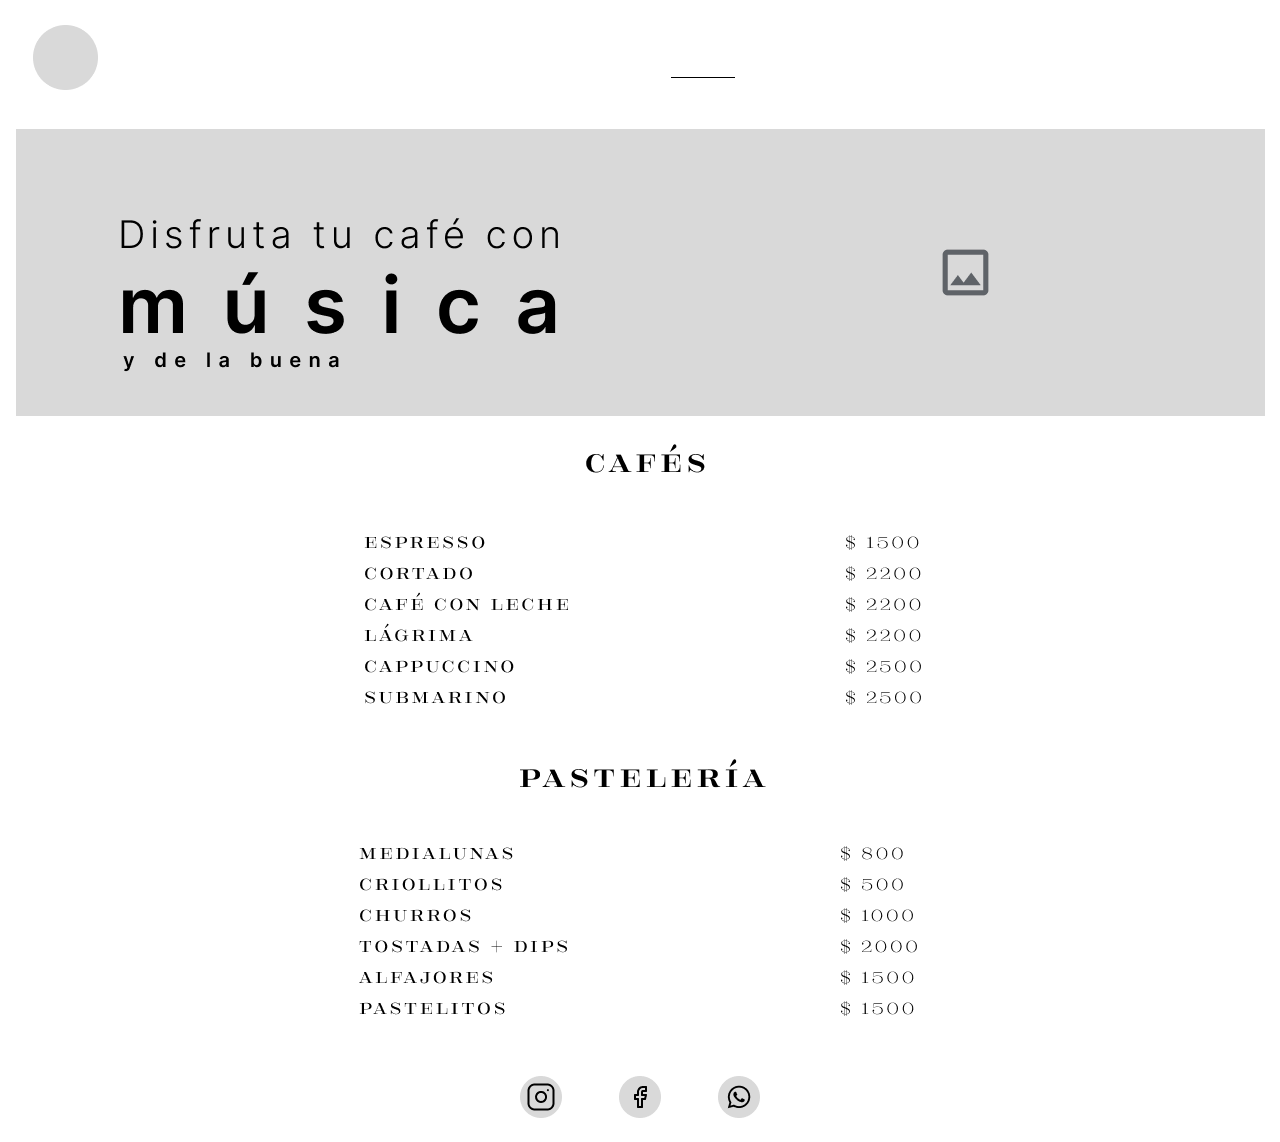 Disfruta tu café con
música
y de la buena
CAFÉS
ESPRESSO $ 1500
CORTADO $ 2200
CAFÉ CON LECHE $ 2200
LÁGRIMA $ 2200
CAPPUCCINO $ 2500
SUBMARINO $ 2500
PASTELERÍA
MEDIALUNAS $ 800
CRIOLLITOS $ 500
CHURROS $ 1000
TOSTADAS + DIPS $ 2000
ALFAJORES $ 1500
PASTELITOS $ 1500